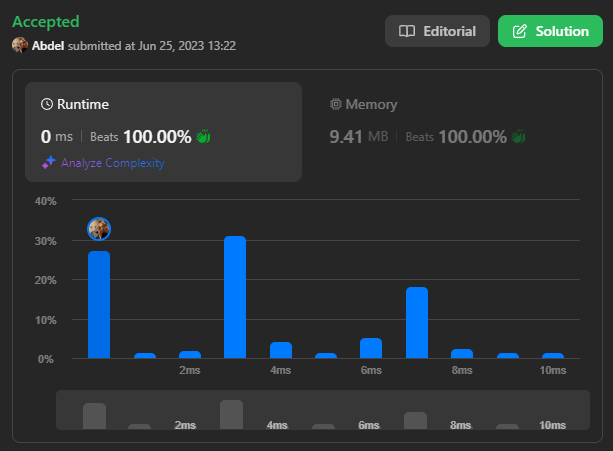 Accepted
Abdel submitted at Jun 25, 2023 13:22
Editorial
Solution
Runtime
0 ms | Beats 100.00%
Analyze Complexity
Memory
9.41 MB | Beats 100.00%
40%
30%
20%
10%
0%
2ms 4ms 6ms 8ms 10ms
2ms 4ms 6ms 8ms 10ms